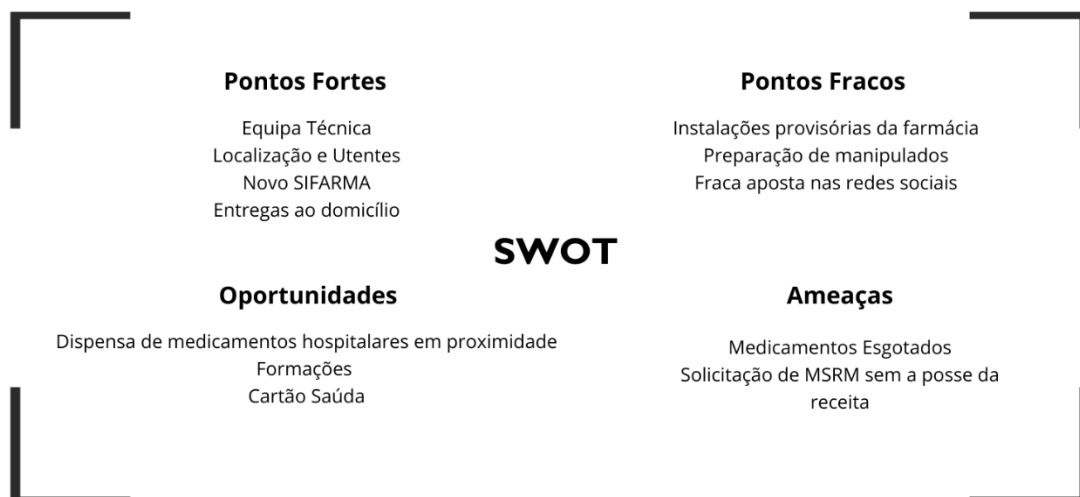 Pontos Fortes
Equipa Técnica
Localização e Utentes
Novo SIFARMA
Entregas ao domicílio
Pontos Fracos
Instalações provisórias da farmácia
Preparação de manipulados
Fraca aposta nas redes sociais
SWOT
Oportunidades
Dispensa de medicamentos hospitalares em proximidade
Formações
Cartão Saúda
Ameaças
Medicamentos Esgotados
Solicitação de MSRM sem a posse da
receita